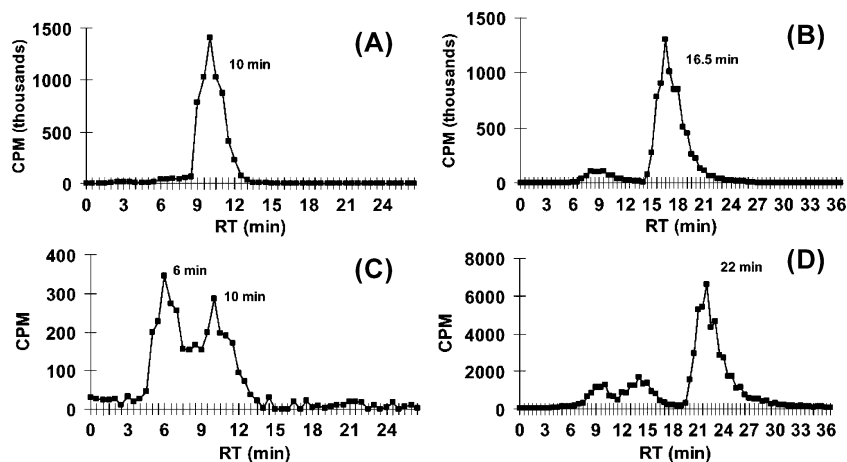 (A)
CPM (thousands)
1500
1000
500
0
10 min
0 3 6 9 12 15 18 21 24
RT (min)
(B)
CPM (thousands)
1500
1000
500
0
16.5 min
0 3 6 9 12 15 18 21 24 27 30 33 36
RT (min)
(C)
CPM
400
300
200
100
0
6 min
10 min
0 3 6 9 12 15 18 21 24
RT (min)
(D)
CPM
8000
6000
4000
2000
0
22 min
0 3 6 9 12 15 18 21 24 27 30 33 36
RT (min)